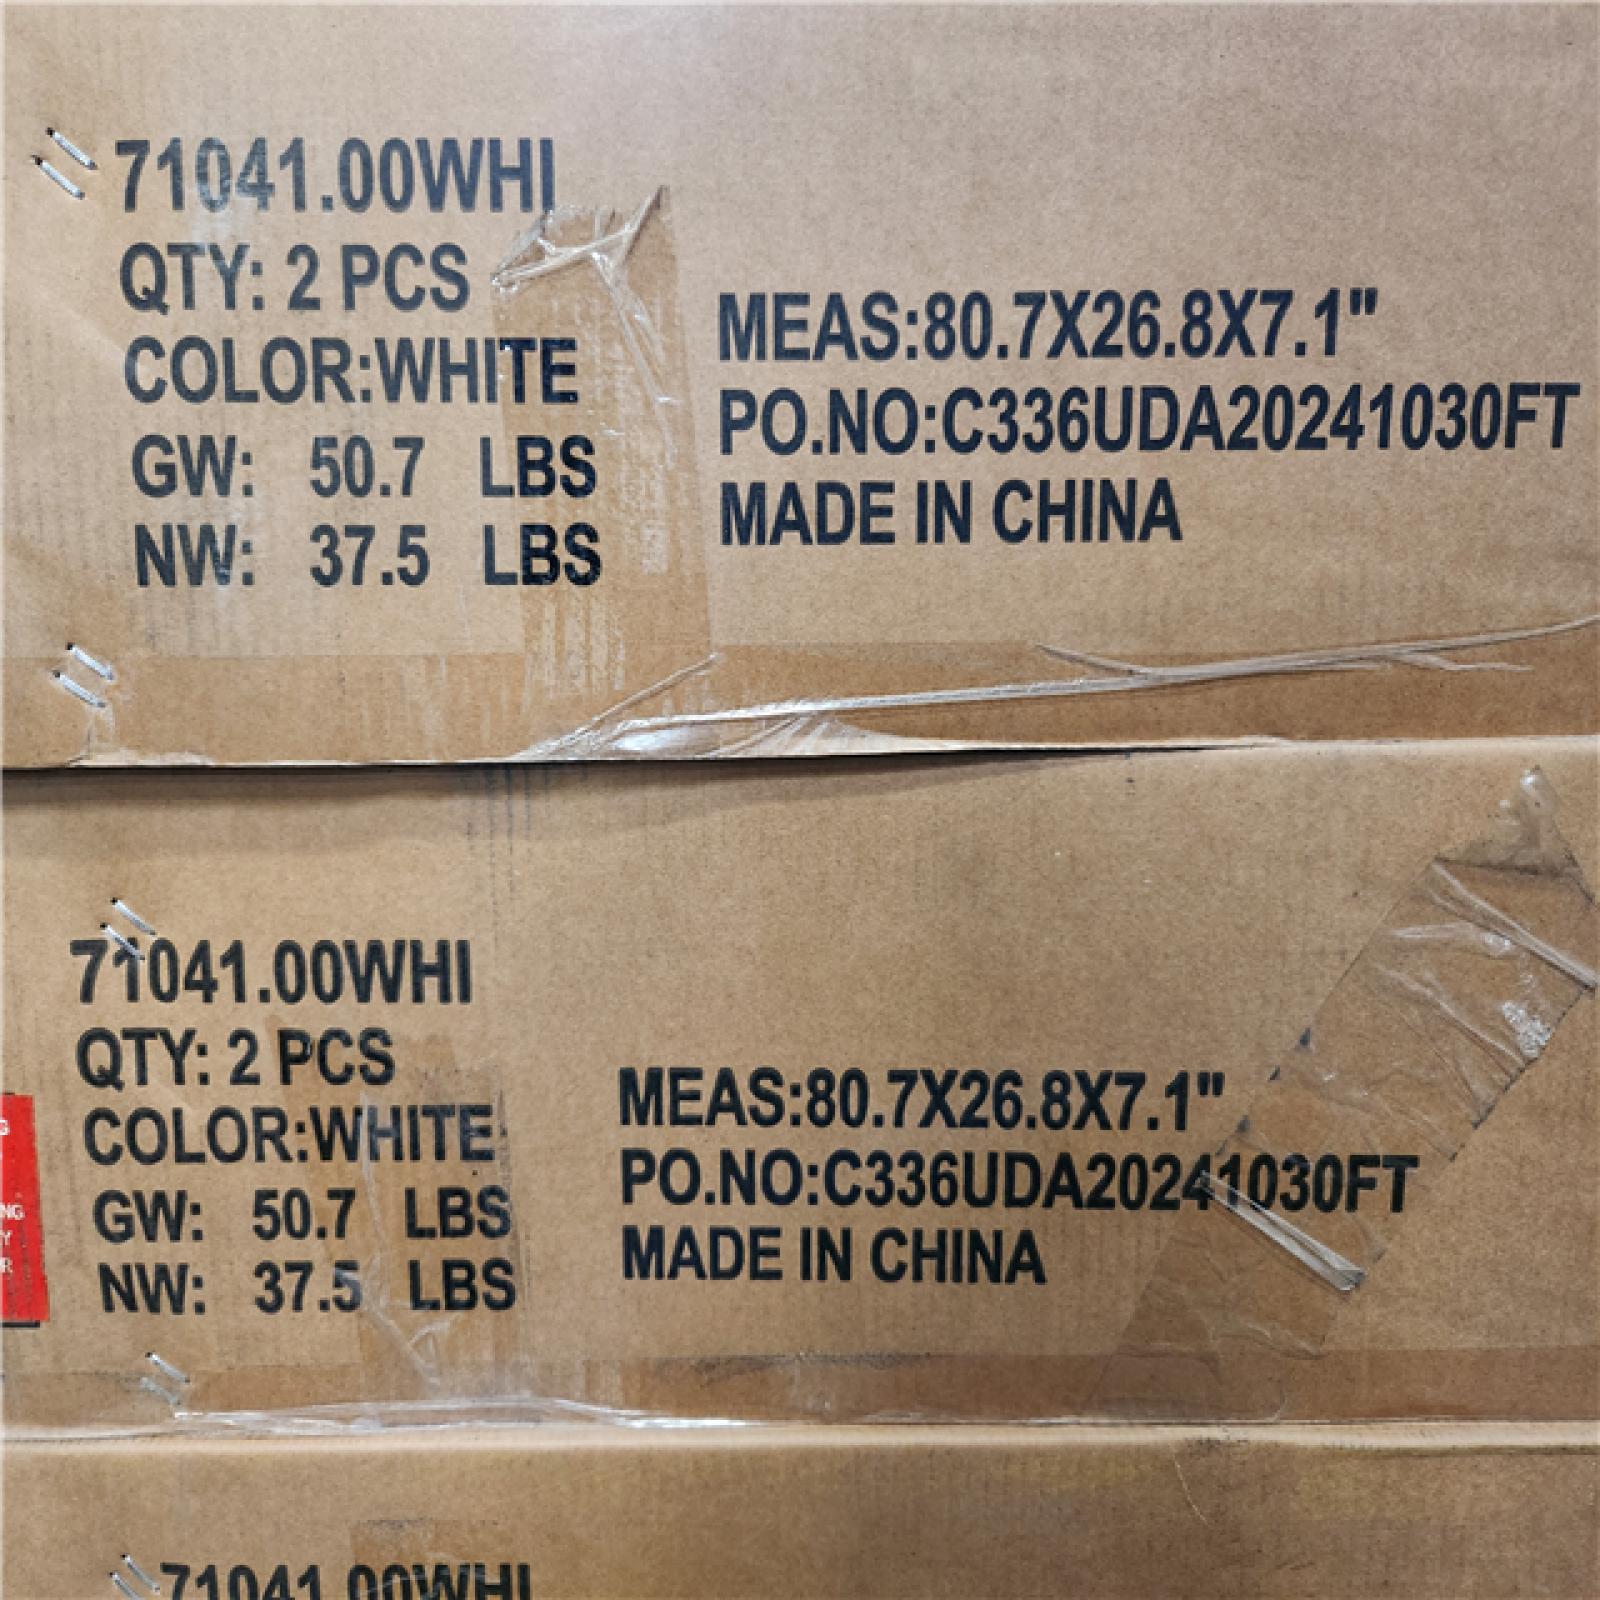 71041.00WHI
QTY: 2 PCS
COLOR:WHITE
GW: 50.7 LBS
NW: 37.5 LBS
MEAS:80.7X26.8X7.1"
PO.NO:C336UDA20241030FT
MADE IN CHINA
71041.00WHI
QTY: 2 PCS
COLOR:WHITE
GW: 50.7 LBS
NW: 37.5 LBS
MEAS:80.7X26.8X7.1"
PO.NO:C336UDA20241030FT
MADE IN CHINA
71041.00WHI